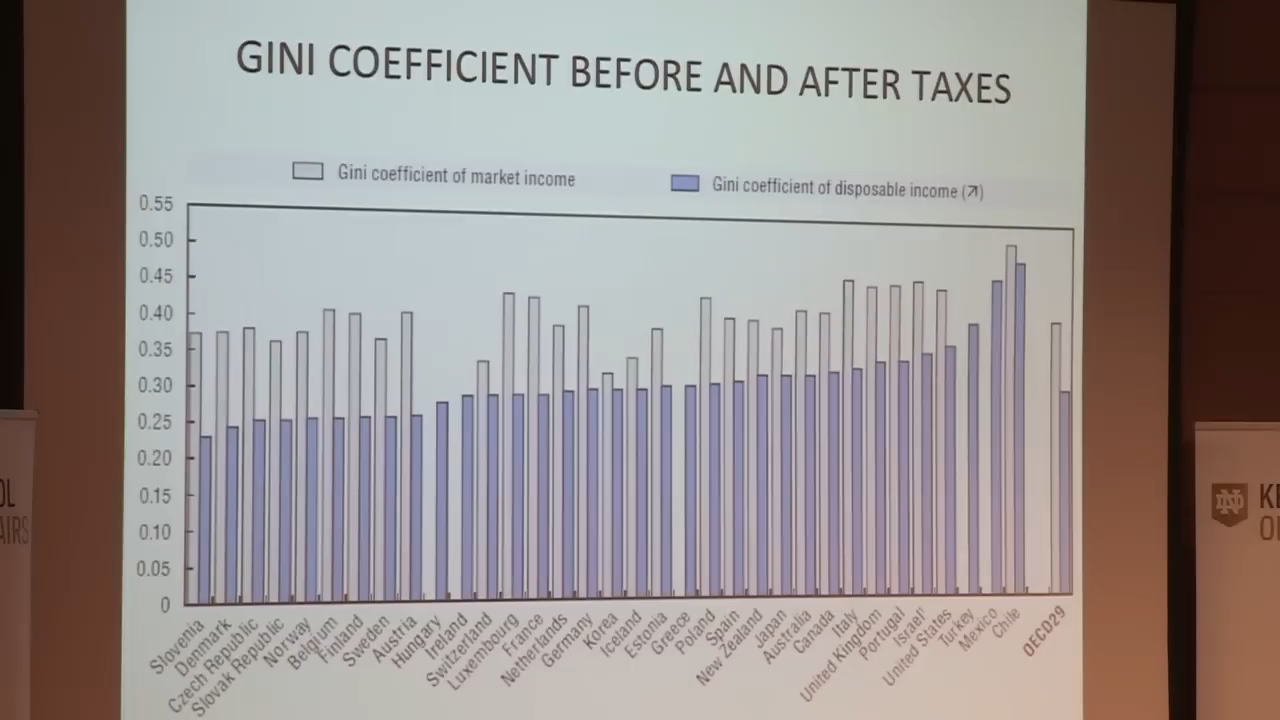 GINI COEFFICIENT BEFORE AND AFTER TAXES
Gini coefficient of market income
Gini coefficient of disposable income (↗)
0.55
0.50
0.45
0.40
0.35
0.30
0.25
0.20
0.15
0.10
0.05
0
Slovenia
Denmark
Czech Republic
Slovak Republic
Norway
Belgium
Finland
Sweden
Austria
Hungary
Ireland
Switzerland
Luxembourg
France
Netherlands
Germany
Korea
Iceland
Estonia
Greece
Poland
Spain
New Zealand
Japan
Australia
Canada
Italy
United Kingdom
Portugal
Israel
United States
Turkey
Mexico
Chile
OECD29
OL
AIRS
ND
KE